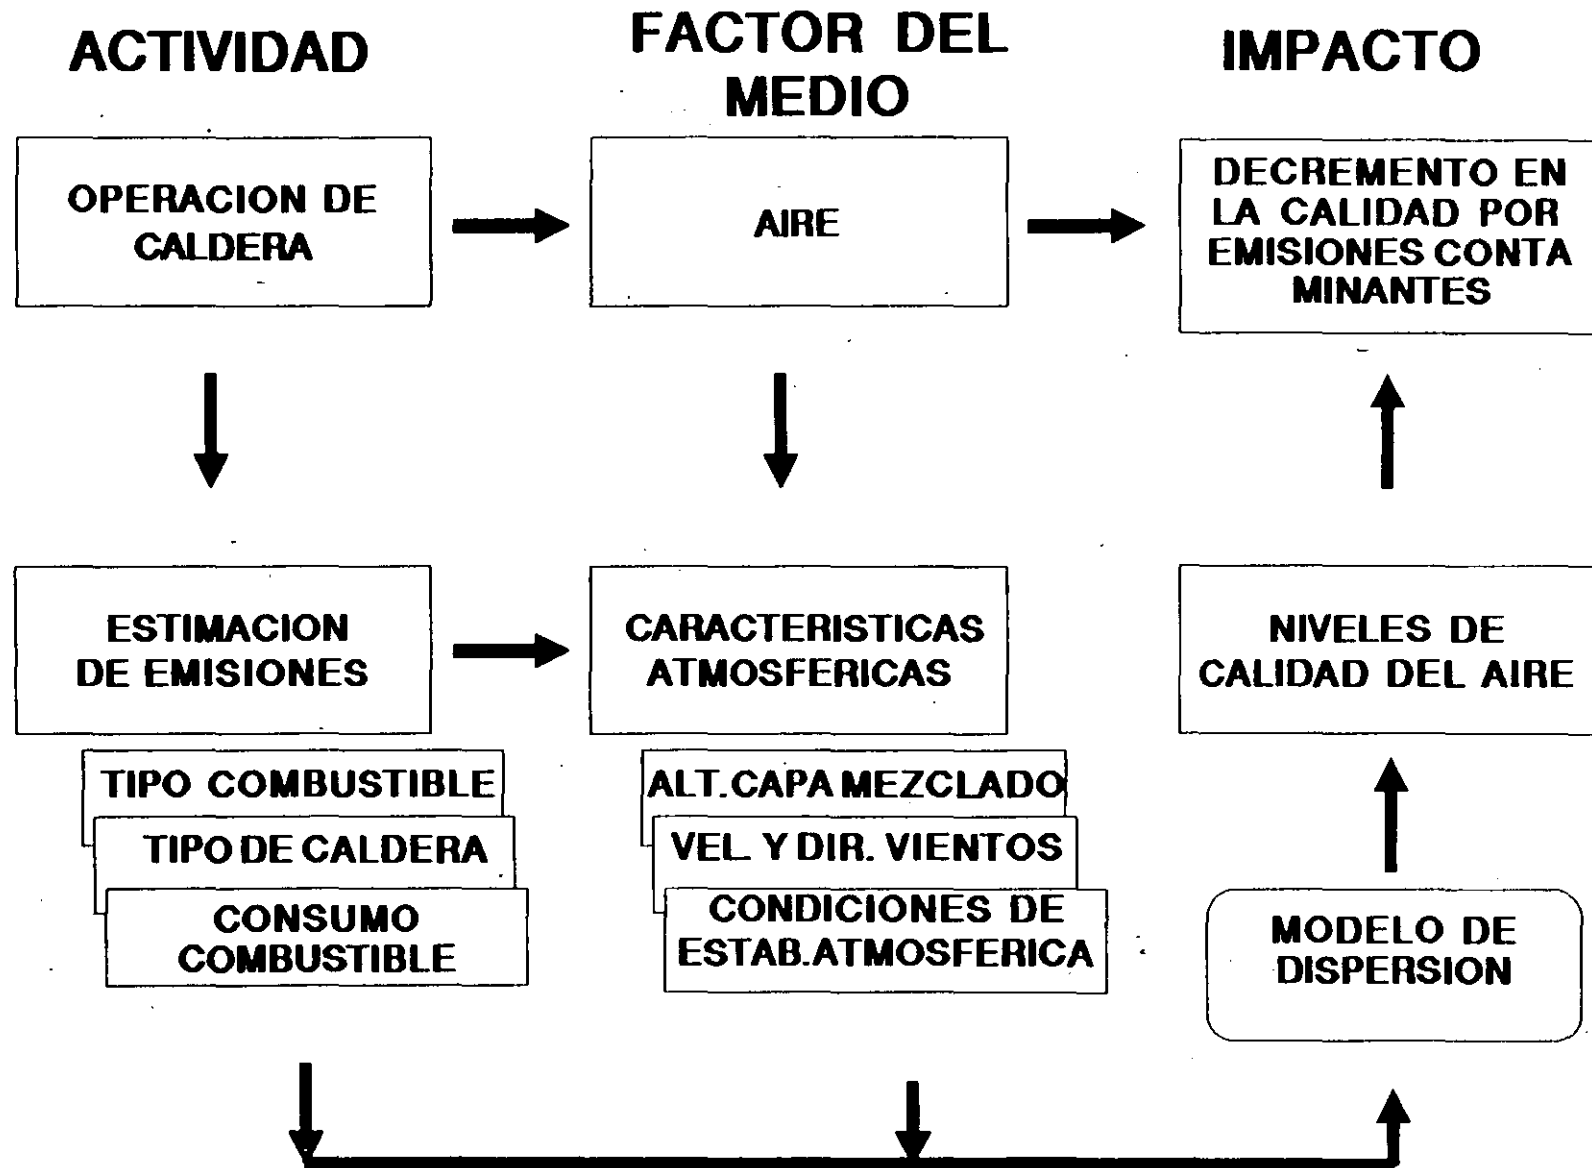 ACTIVIDAD
FACTOR DEL
MEDIO
IMPACTO
OPERACION DE
CALDERA
AIRE
DECREMENTO EN
LA CALIDAD POR
EMISIONES CONTA
MINANTES
ESTIMACION
DE EMISIONES
CARACTERISTICAS
ATMOSFERICAS
NIVELES DE
CALIDAD DEL AIRE
TIPO COMBUSTIBLE
TIPO DE CALDERA
CONSUMO
COMBUSTIBLE
ALT. CAPA MEZCLADO
VEL. Y DIR. VIENTOS
CONDICIONES DE
ESTAB. ATMOSFERICA
MODELO DE
DISPERSION